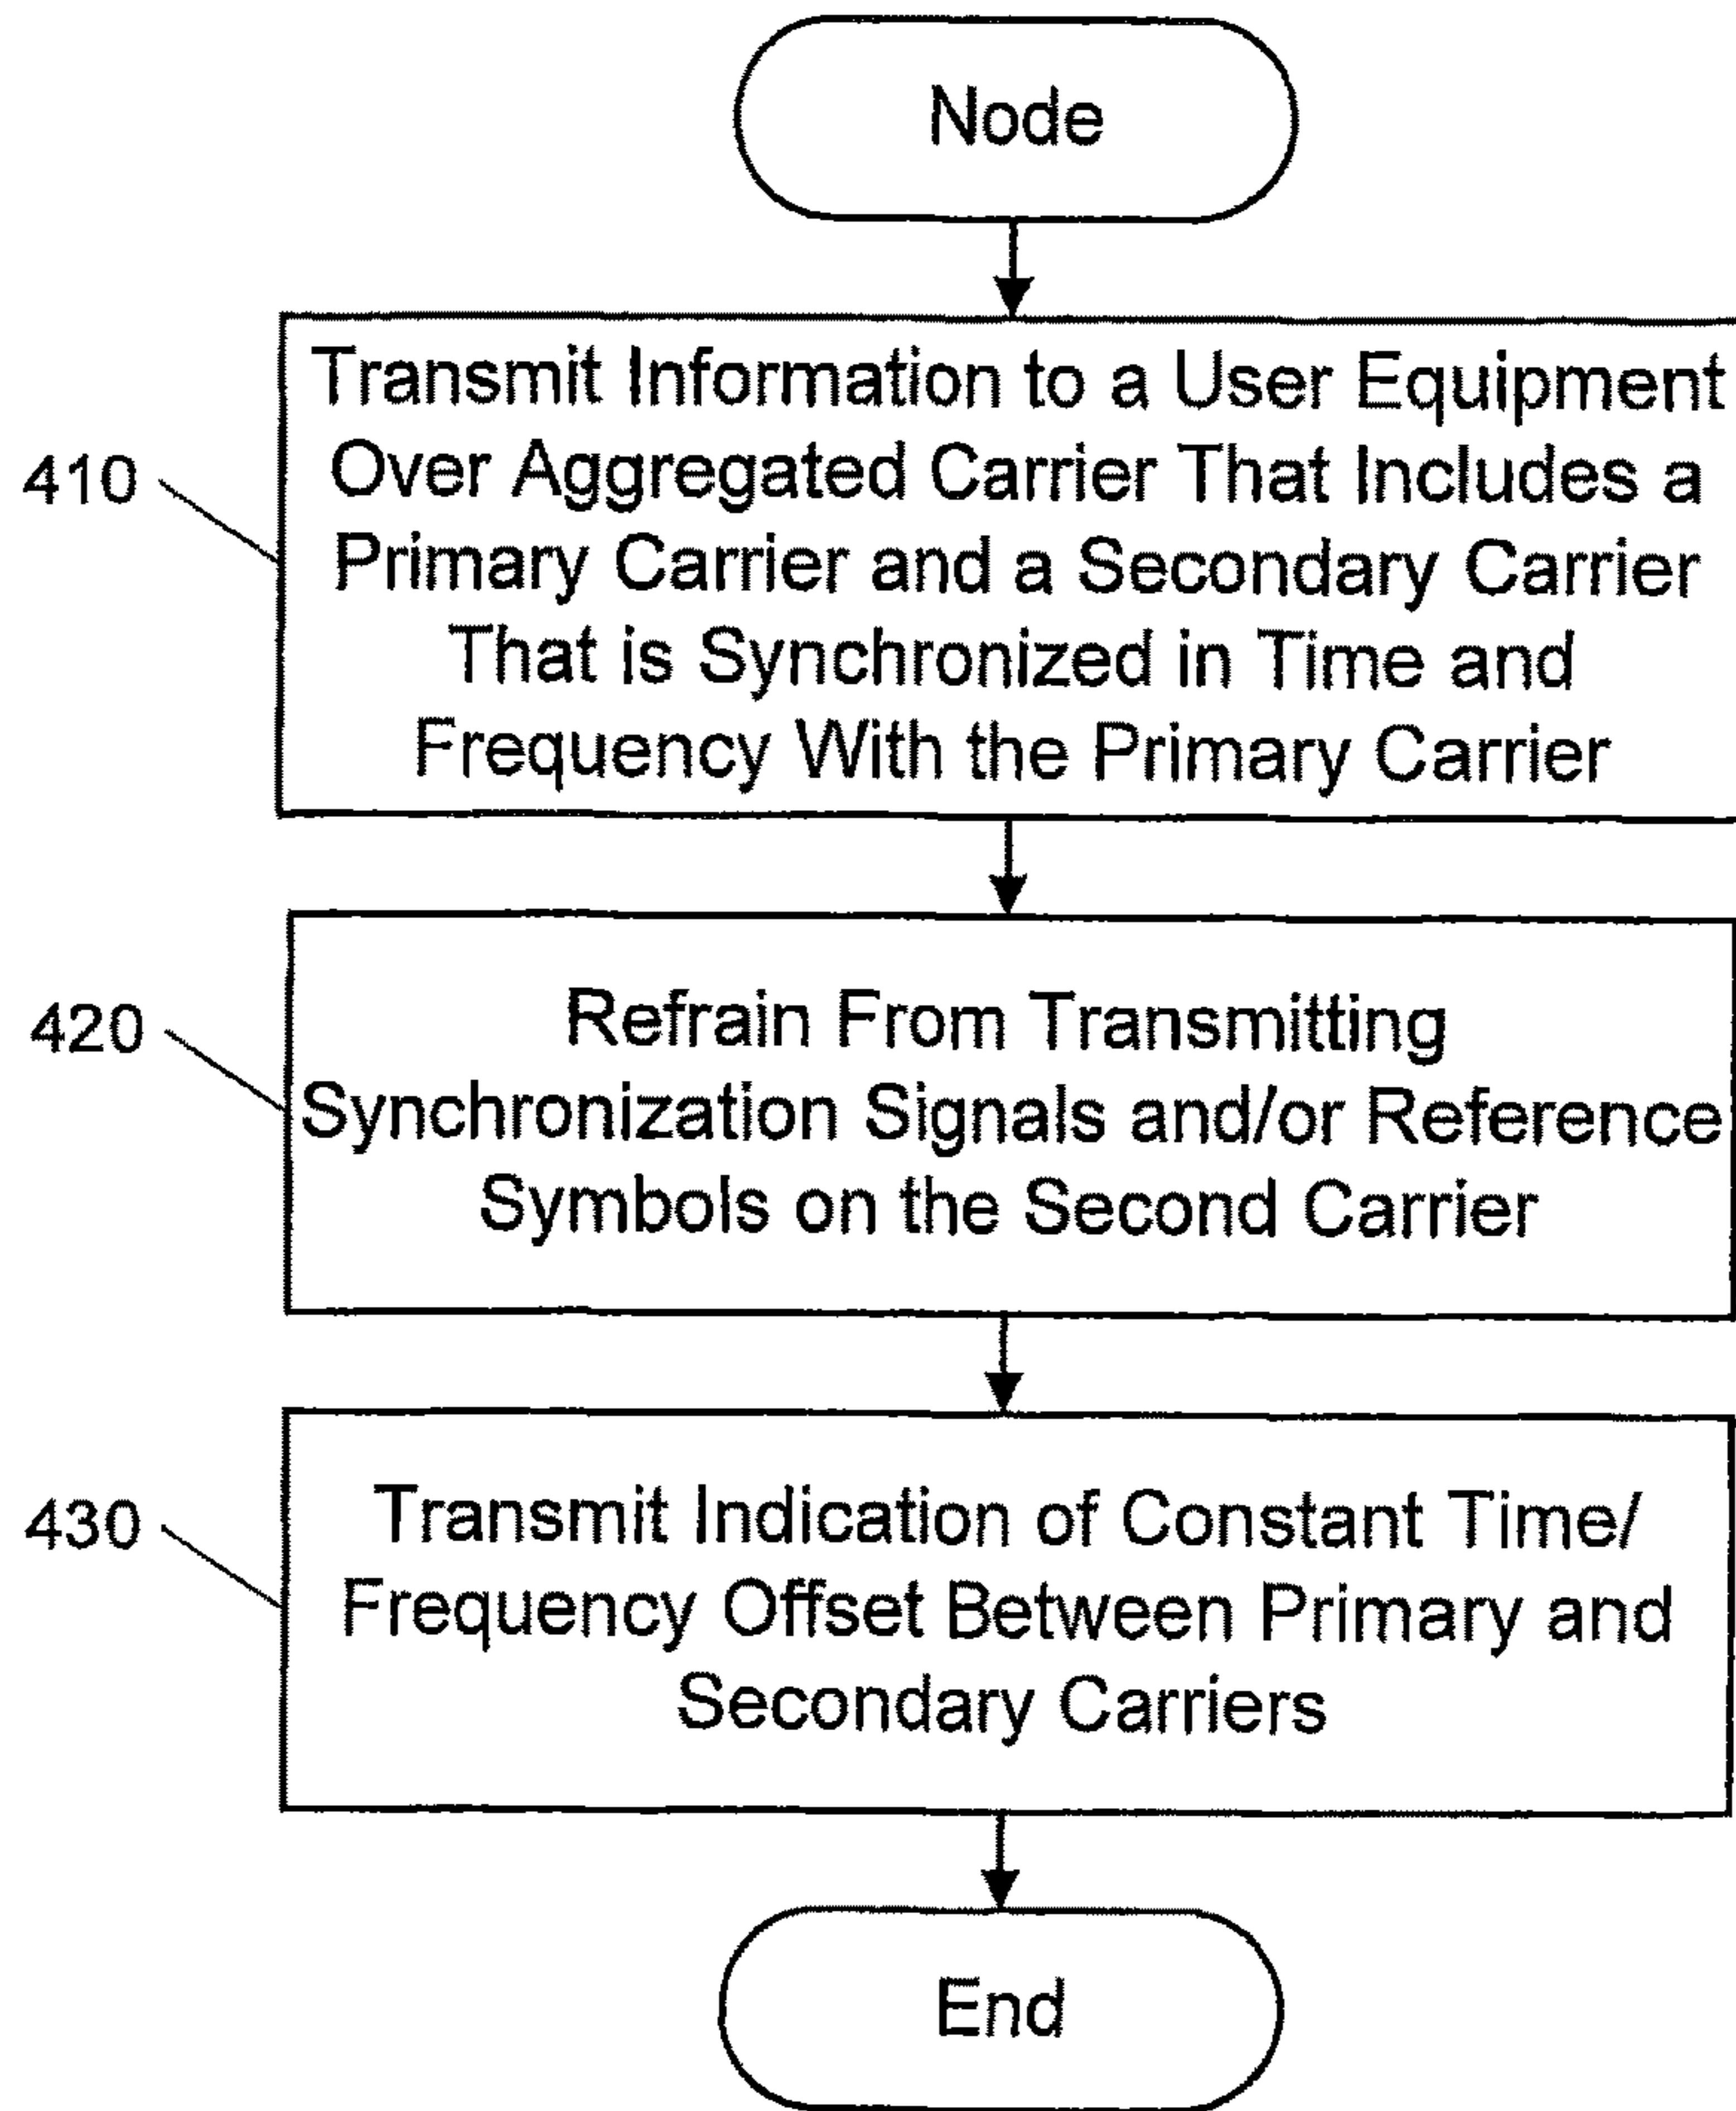 Node
410
Transmit Information to a User Equipment
Over Aggregated Carrier That Includes a
Primary Carrier and a Secondary Carrier
That is Synchronized in Time and
Frequency With the Primary Carrier
420
Refrain From Transmitting
Synchronization Signals and/or Reference
Symbols on the Second Carrier
430
Transmit Indication of Constant Time/
Frequency Offset Between Primary and
Secondary Carriers
End